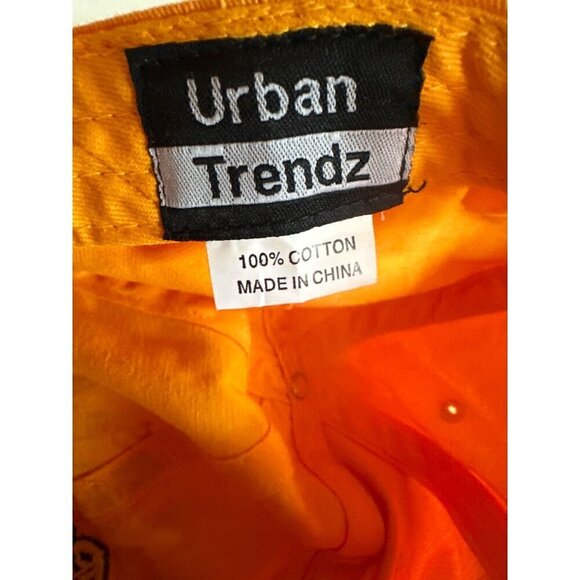 Urban
Trendz
100% COTTON
MADE IN CHINA